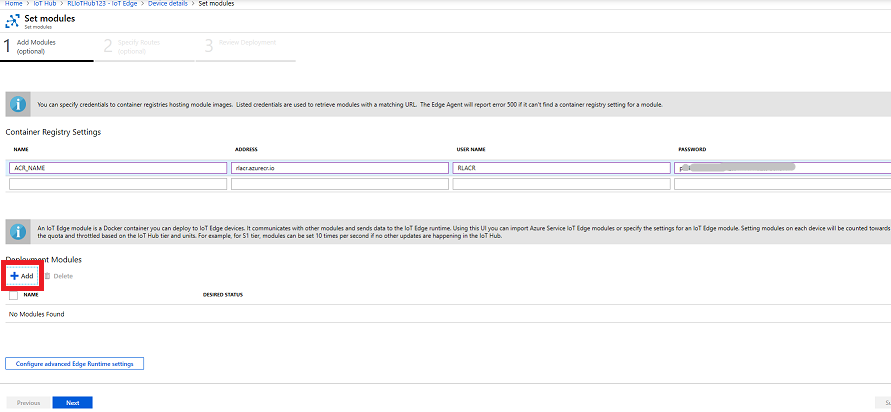 Home > IoT Hub > RLIoTHub123 - IoT Edge > Device details > Set modules
Set modules
Set modules
1 Add Modules (optional)
2 Specify Routes (optional)
3 Review Deployment
You can specify credentials to container registries hosting module images. Listed credentials are used to retrieve modules with a matching URL. The Edge Agent will report error 500 if it can't find a container registry setting for a module.
Container Registry Settings
NAME ADDRESS USER NAME PASSWORD
ACR_NAME rlacr.azurecr.io RLACR
An IoT Edge module is a Docker container you can deploy to IoT Edge devices. It communicates with other modules and sends data to the IoT Edge runtime. Using this UI you can import Azure Service IoT Edge modules or specify the settings for an IoT Edge module. Setting modules on each device will be counted towards
the quota and throttled based on the IoT Hub tier and units. For example, for S1 tier, modules can be set 10 times per second if no other updates are happening in the IoT Hub.
Deployment Modules
Add Delete
NAME DESIRED STATUS
No Modules Found
Configure advanced Edge Runtime settings
Previous Next